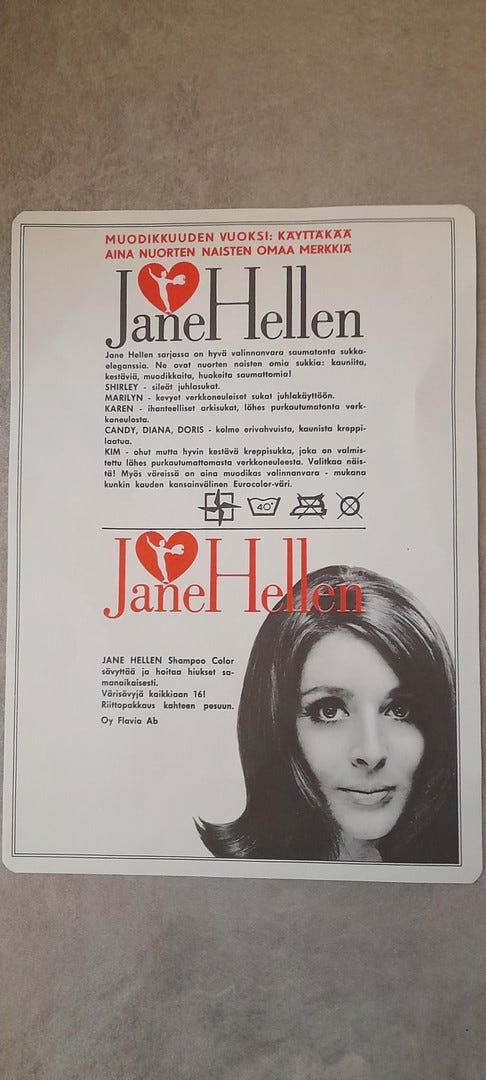 MUODIKKUUDEN VUOKSI: KÄYTTÄKÄÄ
AINA NUORTEN NAISTEN OMAA MERKKIÄ
Jane Hellen
Jane Hellen sarjassa on hyvä valinnanvara saumatonta sukka-
eleganssia. Ne ovat nuorten naisten omia sukkia: kauniita,
kestäviä, muodikkaita, huokeita saumattomia!
SHIRLEY - sileät juhlasukat.
MARILYN - kevyet verkkoneuleiset sukat juhlakäyttöön.
KAREN - ihanteelliset arkisukat, lähes purkautumatonta verk-
koneulosta.
CANDY, DIANA, DORIS - kolme erivahvuista, kaunista kreppi-
laatua.
KIM - ohut mutta hyvin kestävä kreppisukka, joka on valmis-
tettu lähes purkautumattomasta verkkoneuleesta. Valitkaa näis-
tä! Myös väreissä on aina muodikas valinnanvara - mukana
kunkin kauden kansainvälinen Eurocolor-väri.
40°
Jane Hellen
JANE HELLEN Shampoo Color
sävyttää ja hoitaa hiukset sa-
manaikaisesti.
Värisävyjä kaikkiaan 16!
Riittopakkaus kahteen pesuun.
Oy Flavia Ab